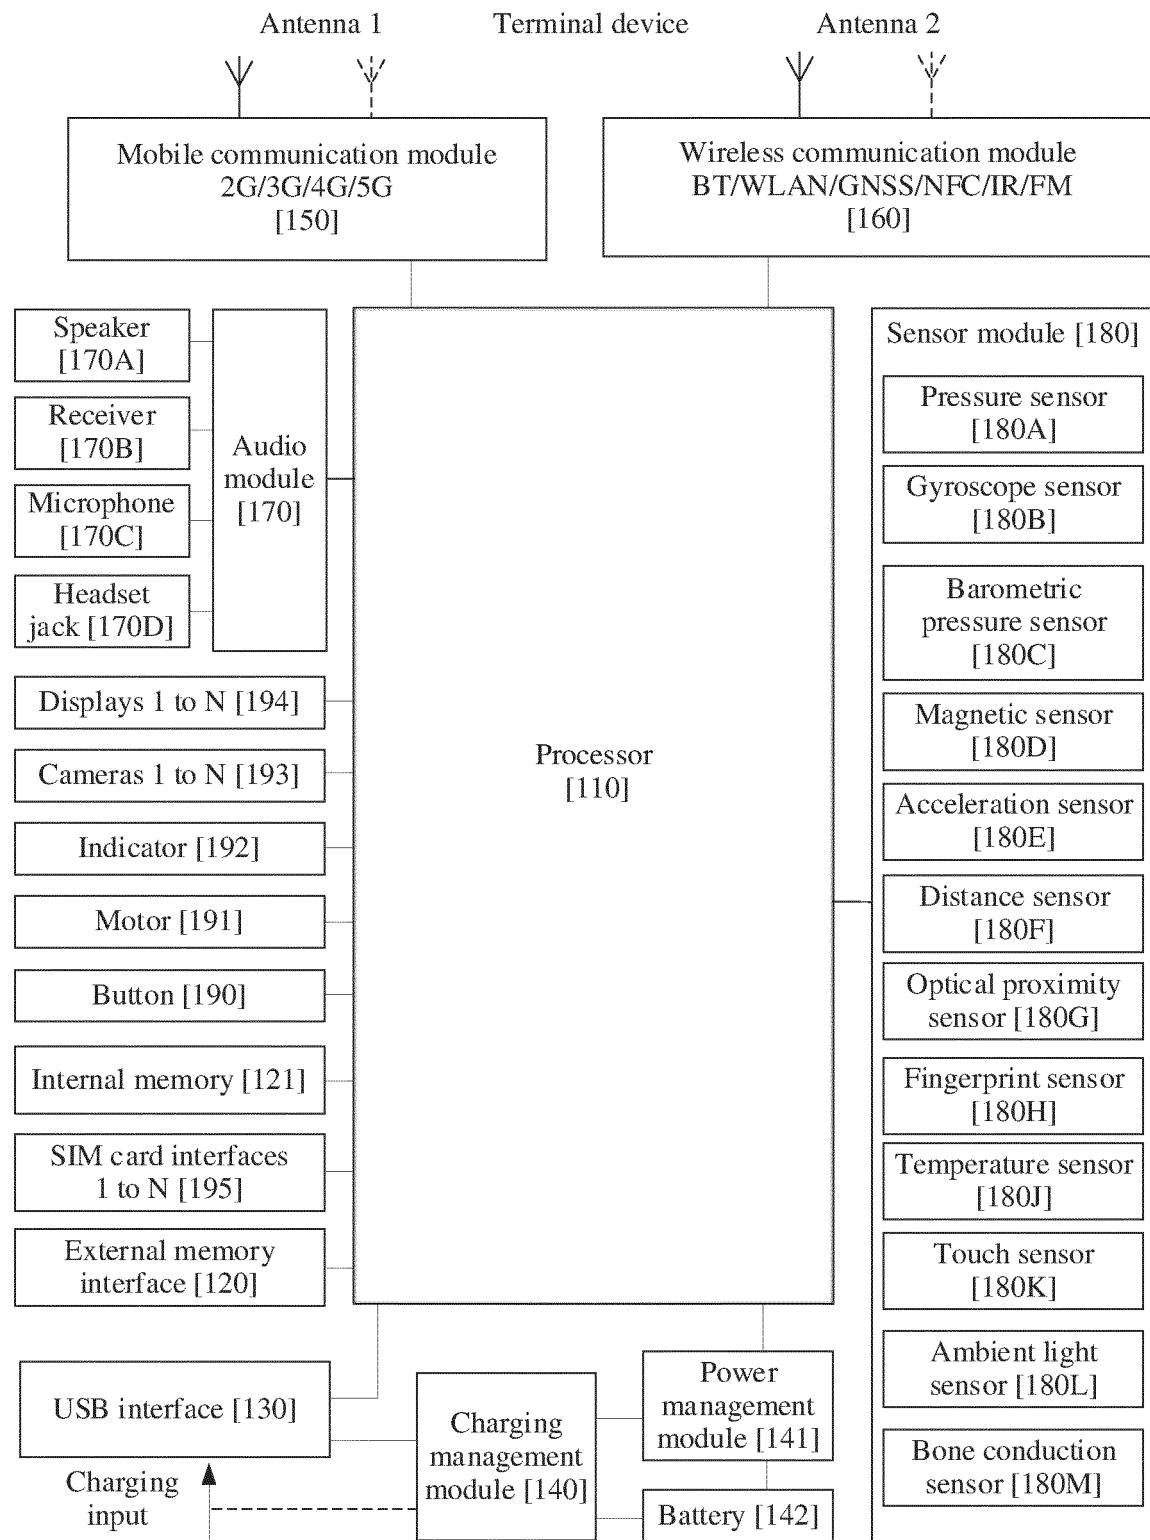 Antenna 1
Terminal device
Antenna 2
Mobile communication module
2G/3G/4G/5G
[150]
Wireless communication module
BT/WLAN/GNSS/NFC/IR/FM
[160]
Speaker
[170A]
Receiver
[170B]
Microphone
[170C]
Headset
jack [170D]
Audio
module
[170]
Displays 1 to N [194]
Cameras 1 to N [193]
Indicator [192]
Motor [191]
Button [190]
Internal memory [121]
SIM card interfaces
1 to N [195]
External memory
interface [120]
Processor
[110]
Sensor module [180]
Pressure sensor
[180A]
Gyroscope sensor
[180B]
Barometric
pressure sensor
[180C]
Magnetic sensor
[180D]
Acceleration sensor
[180E]
Distance sensor
[180F]
Optical proximity
sensor [180G]
Fingerprint sensor
[180H]
Temperature sensor
[180J]
Touch sensor
[180K]
Ambient light
sensor [180L]
Bone conduction
sensor [180M]
USB interface [130]
Charging
input
Charging
management
module [140]
Power
management
module [141]
Battery [142]